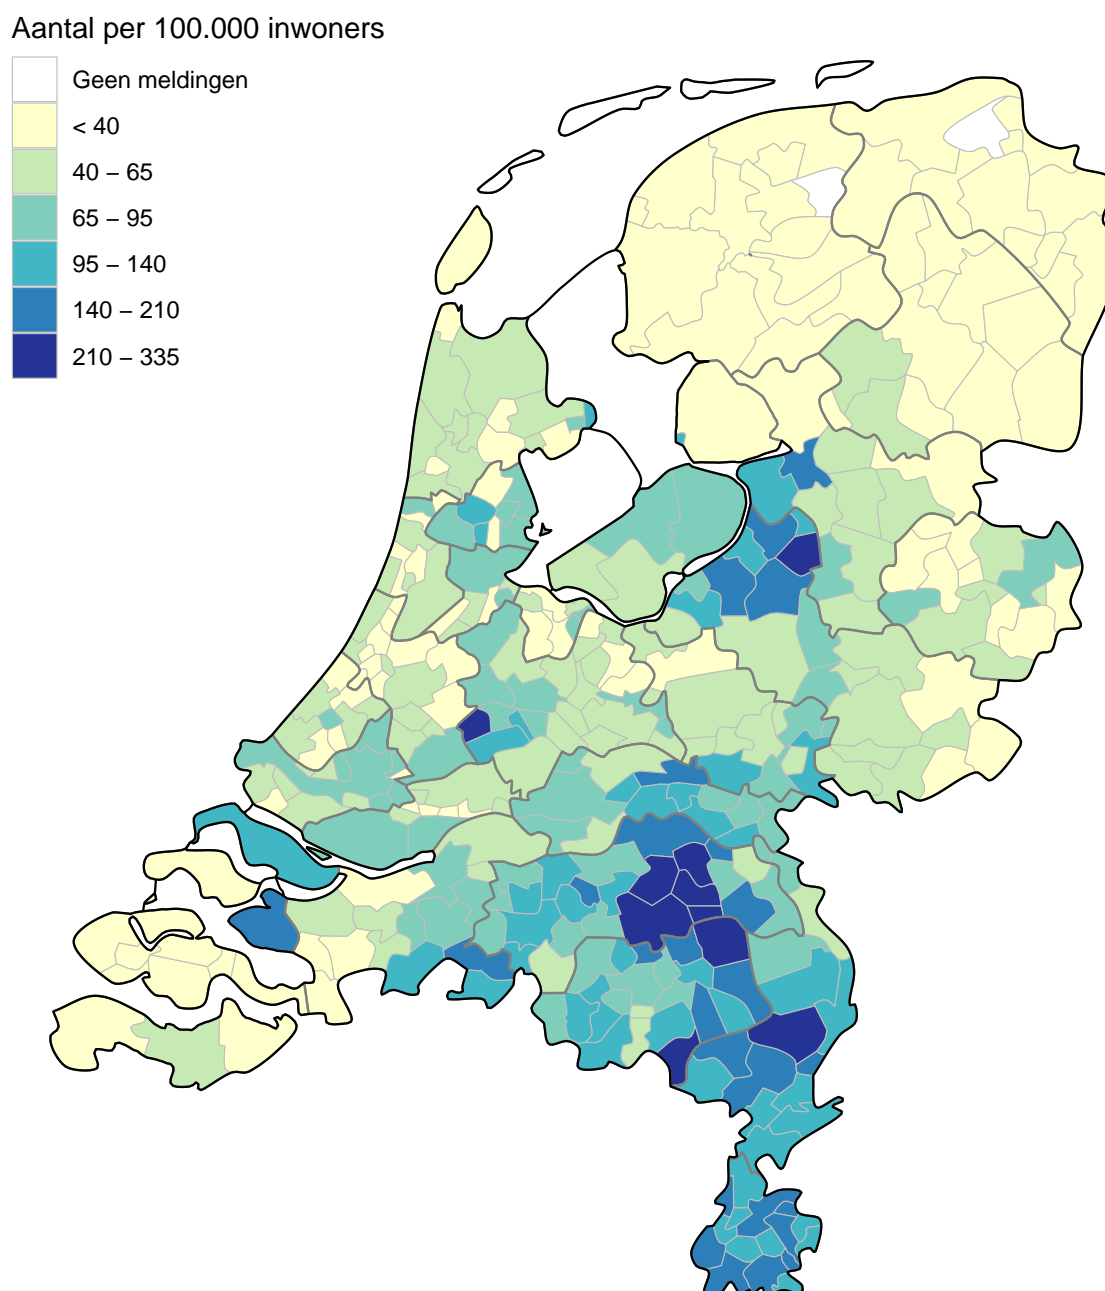 Aantal per 100.000 inwoners
Geen meldingen
< 40
40 – 65
65 – 95
95 – 140
140 – 210
210 – 335